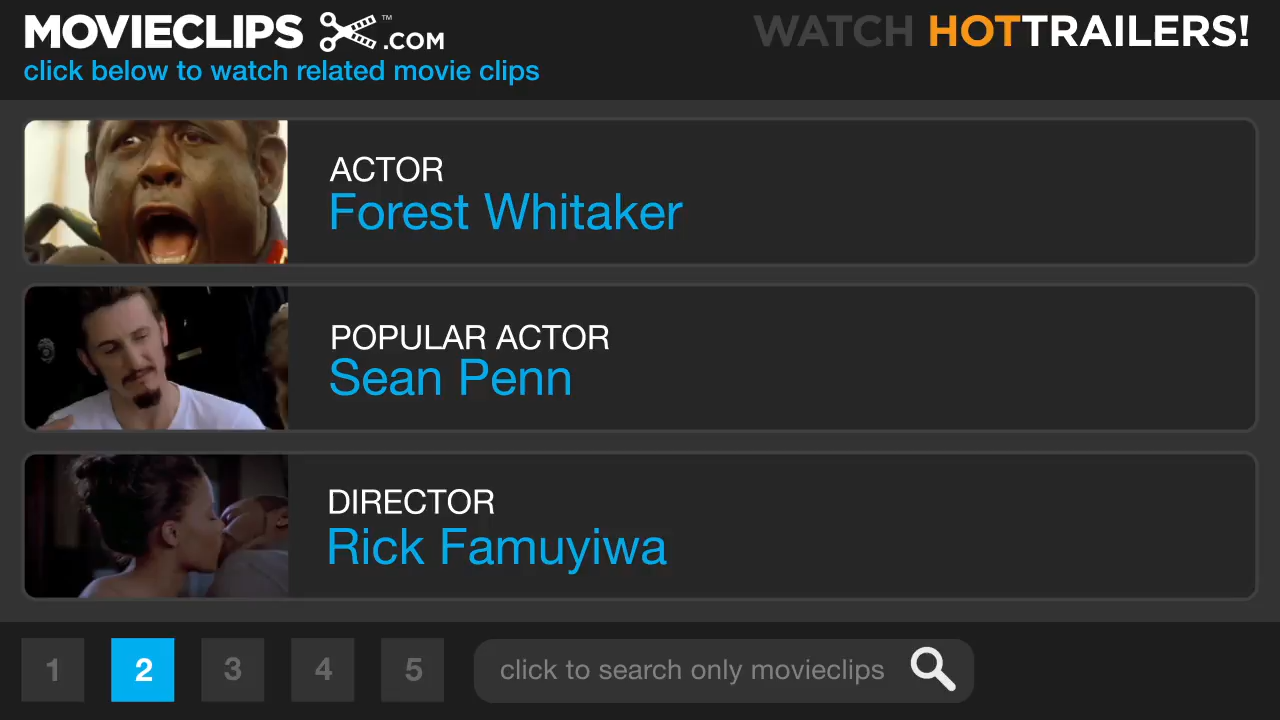 MOVIECLIPS ™ .COM
WATCH HOTTRAILERS!
click below to watch related movie clips
ACTOR
Forest Whitaker
POPULAR ACTOR
Sean Penn
DIRECTOR
Rick Famuyiwa
1 2 3 4 5 click to search only movieclips